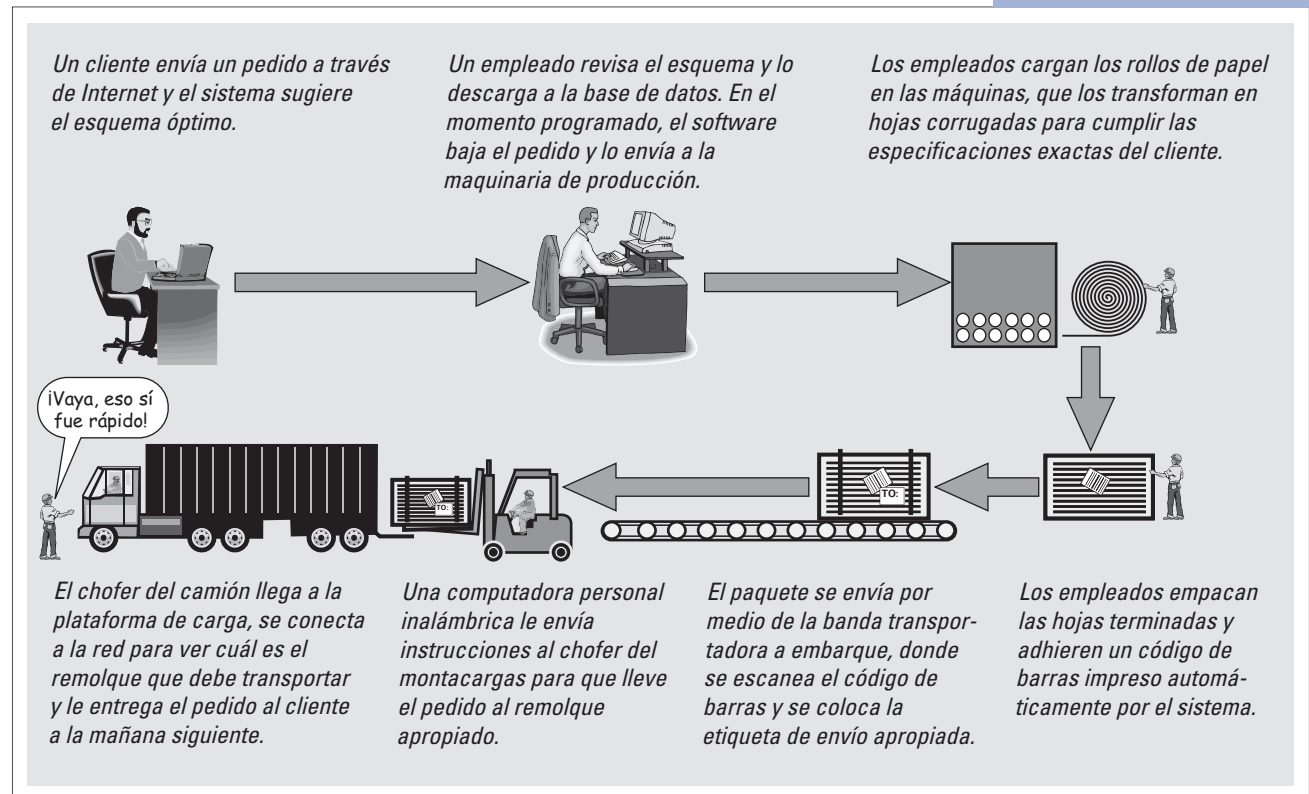 Un cliente envía un pedido a través
de Internet y el sistema sugiere
el esquema óptimo.
Un empleado revisa el esquema y lo
descarga a la base de datos. En el
momento programado, el software
baja el pedido y lo envía a la
maquinaria de producción.
Los empleados cargan los rollos de papel
en las máquinas, que los transforman en
hojas corrugadas para cumplir las
especificaciones exactas del cliente.
¡Vaya, eso sí
fue rápido!
TO:
TO:
El chofer del camión llega a la
plataforma de carga, se conecta
a la red para ver cuál es el
remolque que debe transportar
y le entrega el pedido al cliente
a la mañana siguiente.
Una computadora personal
inalámbrica le envía
instrucciones al chofer del
montacargas para que lleve
el pedido al remolque
apropiado.
El paquete se envía por
medio de la banda transpor-
tadora a embarque, donde
se escanea el código de
barras y se coloca la
etiqueta de envío apropiada.
Los empleados empacan
las hojas terminadas y
adhieren un código de
barras impreso automá-
ticamente por el sistema.